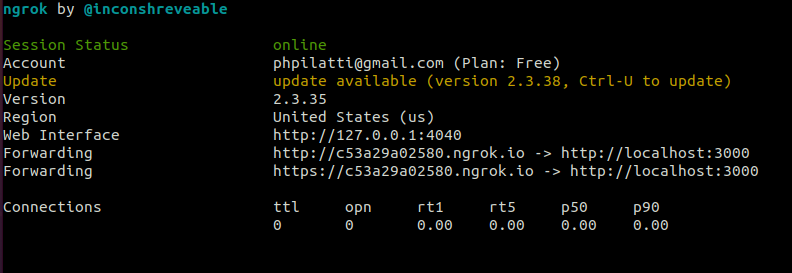 ngrok by @inconshreveable
Session Status online
Account phpilatti@gmail.com (Plan: Free)
Update update available (version 2.3.38, Ctrl-U to update)
Version 2.3.35
Region United States (us)
Web Interface http://127.0.0.1:4040
Forwarding http://c53a29a02580.ngrok.io -> http://localhost:3000
Forwarding https://c53a29a02580.ngrok.io -> http://localhost:3000
Connections ttl opn rt1 rt5 p50 p90
0 0 0.00 0.00 0.00 0.00